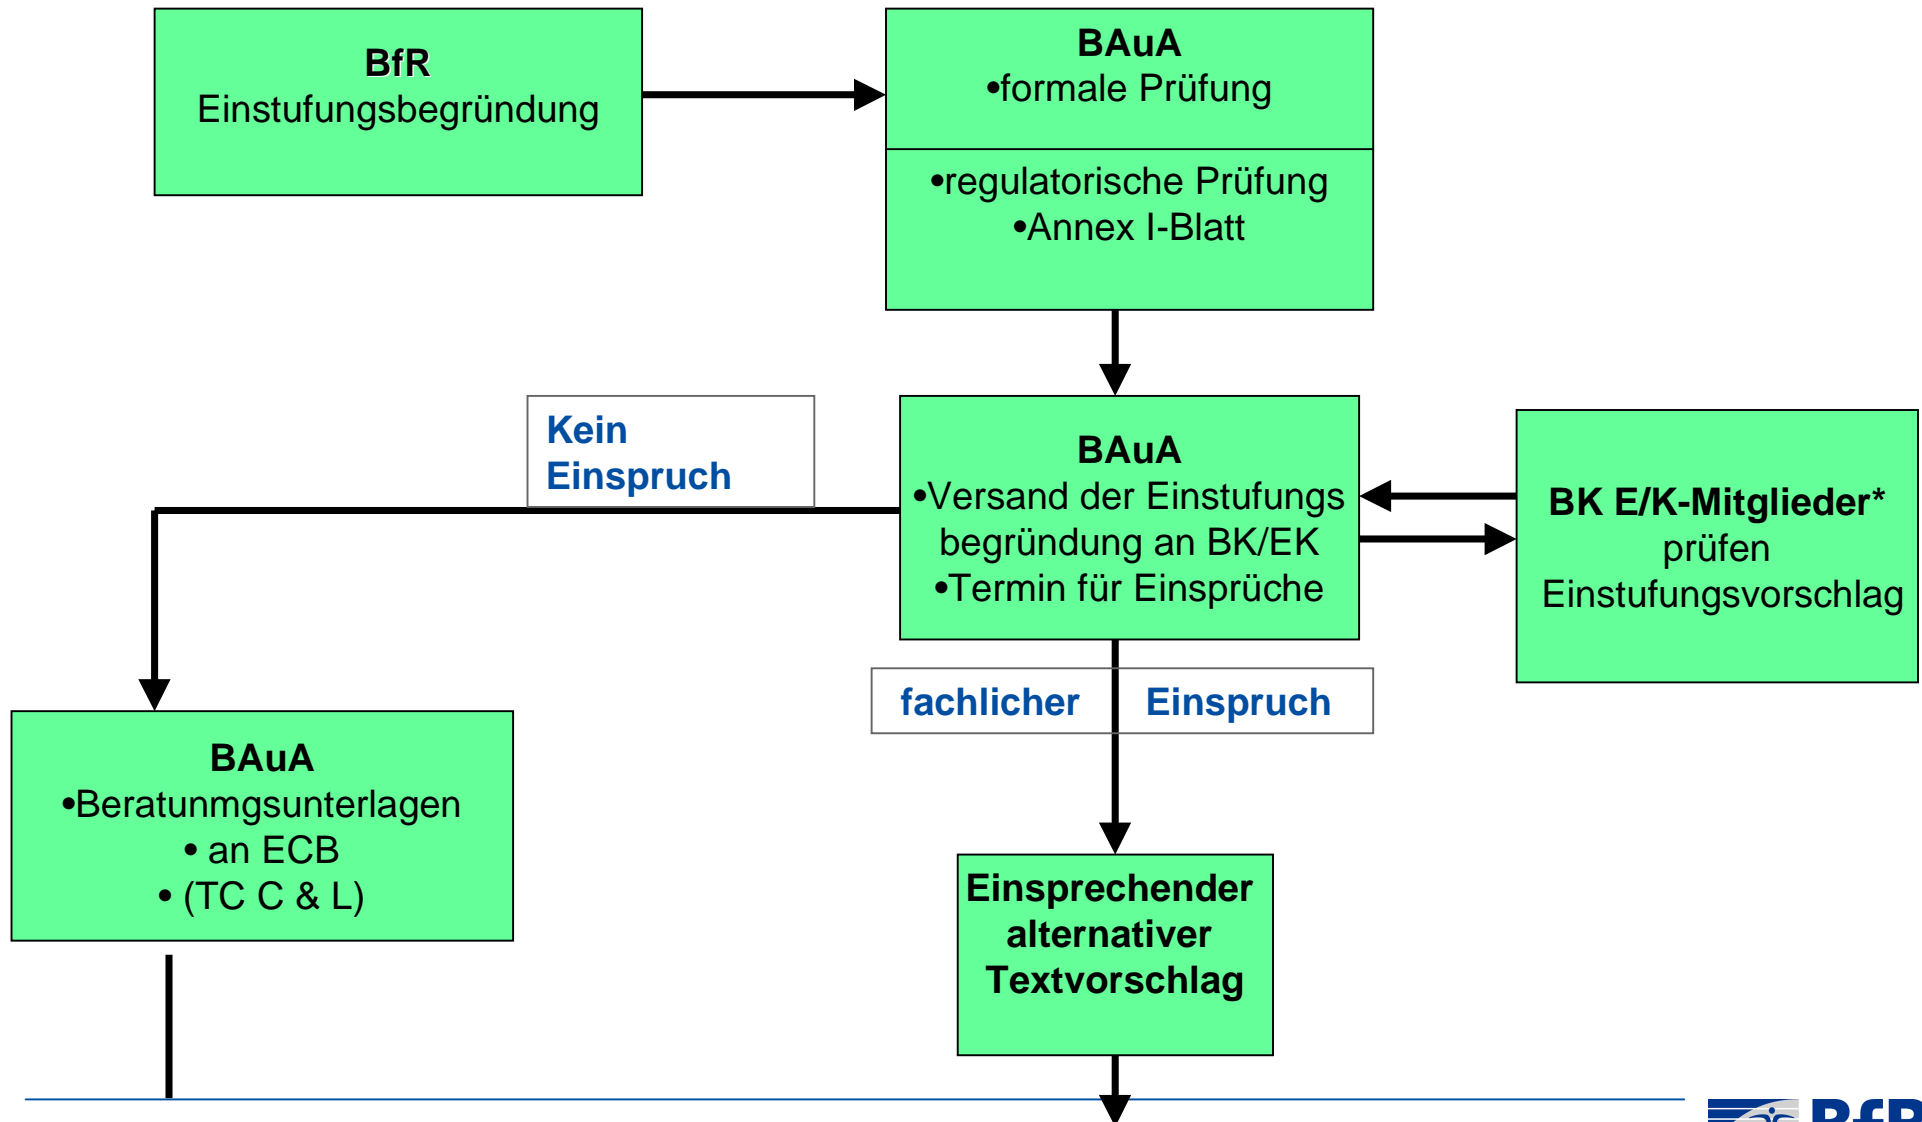 BfR
Einstufungsbegründung
BAuA
•formale Prüfung
•regulatorische Prüfung
•Annex I-Blatt
Kein
Einspruch
BAuA
•Versand der Einstufungs
begründung an BK/EK
•Termin für Einsprüche
BK E/K-Mitglieder*
prüfen
Einstufungsvorschlag
fachlicher Einspruch
BAuA
•Beratunmgsunterlagen
• an ECB
• (TC C & L)
Einsprechender
alternativer
Textvorschlag
BfR